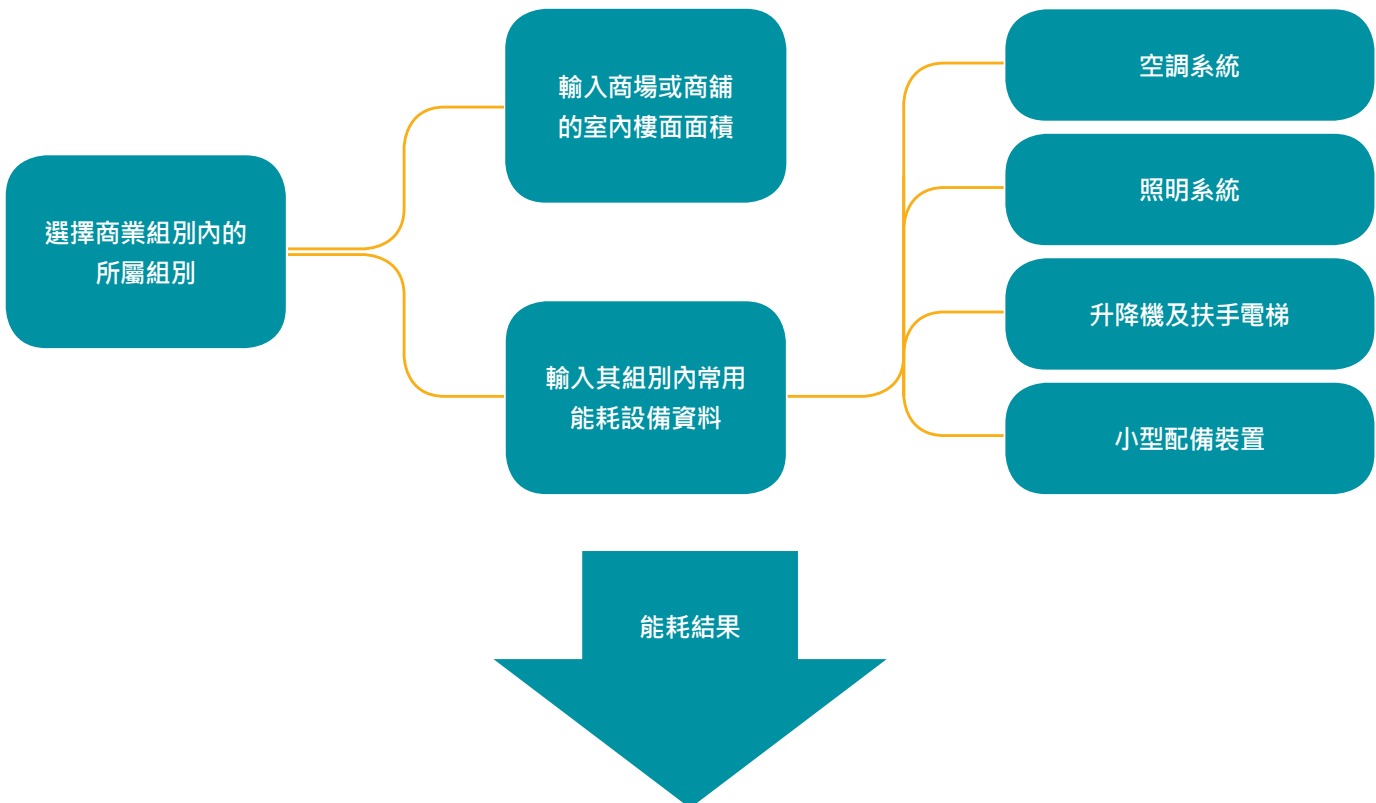 選擇商業組別內的
所屬組別
輸入商場或商舖
的室內樓面面積
輸入其組別內常用
能耗設備資料
空調系統
照明系統
升降機及扶手電梯
小型配備裝置
能耗結果